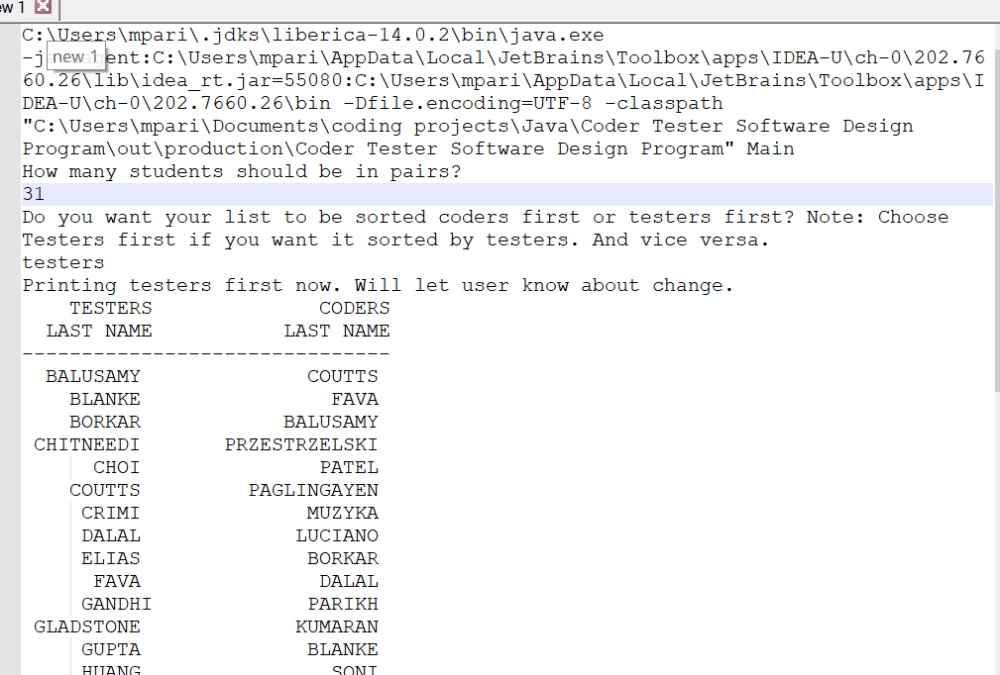 ew 1
C:\Users\mpari\.jdks\liberica-14.0.2\bin\java.exe
new 1
ent:C:\Users\mpari\AppData\Local\JetBrains\Toolbox\apps\IDEA-U\ch-0\202.76
60.26\lib\idea_rt.jar=55080:C:\Users\mpari\AppData\Local\JetBrains\Toolbox\apps\I
DEA-U\ch-0\202.7660.26\bin -Dfile.encoding=UTF-8 -classpath
"C:\Users\mpari\Documents\coding projects\Java\Coder Tester Software Design
Program\out\production\Coder Tester Software Design Program" Main
How many students should be in pairs?
31
Do you want your list to be sorted coders first or testers first? Note: Choose
Testers first if you want it sorted by testers. And vice versa.
testers
Printing testers first now. Will let user know about change.
TESTERS CODERS
LAST NAME LAST NAME
-------------------------------
BALUSAMY COUTTS
BLANKE FAVA
BORKAR BALUSAMY
CHITNEEDI PRZESTRZELSKI
CHOI PATEL
COUTTS PAGLINGAYEN
CRIMI MUZYKA
DALAL LUCIANO
ELIAS BORKAR
FAVA DALAL
GANDHI PARIKH
GLADSTONE KUMARAN
GUPTA BLANKE
HUANG SONI